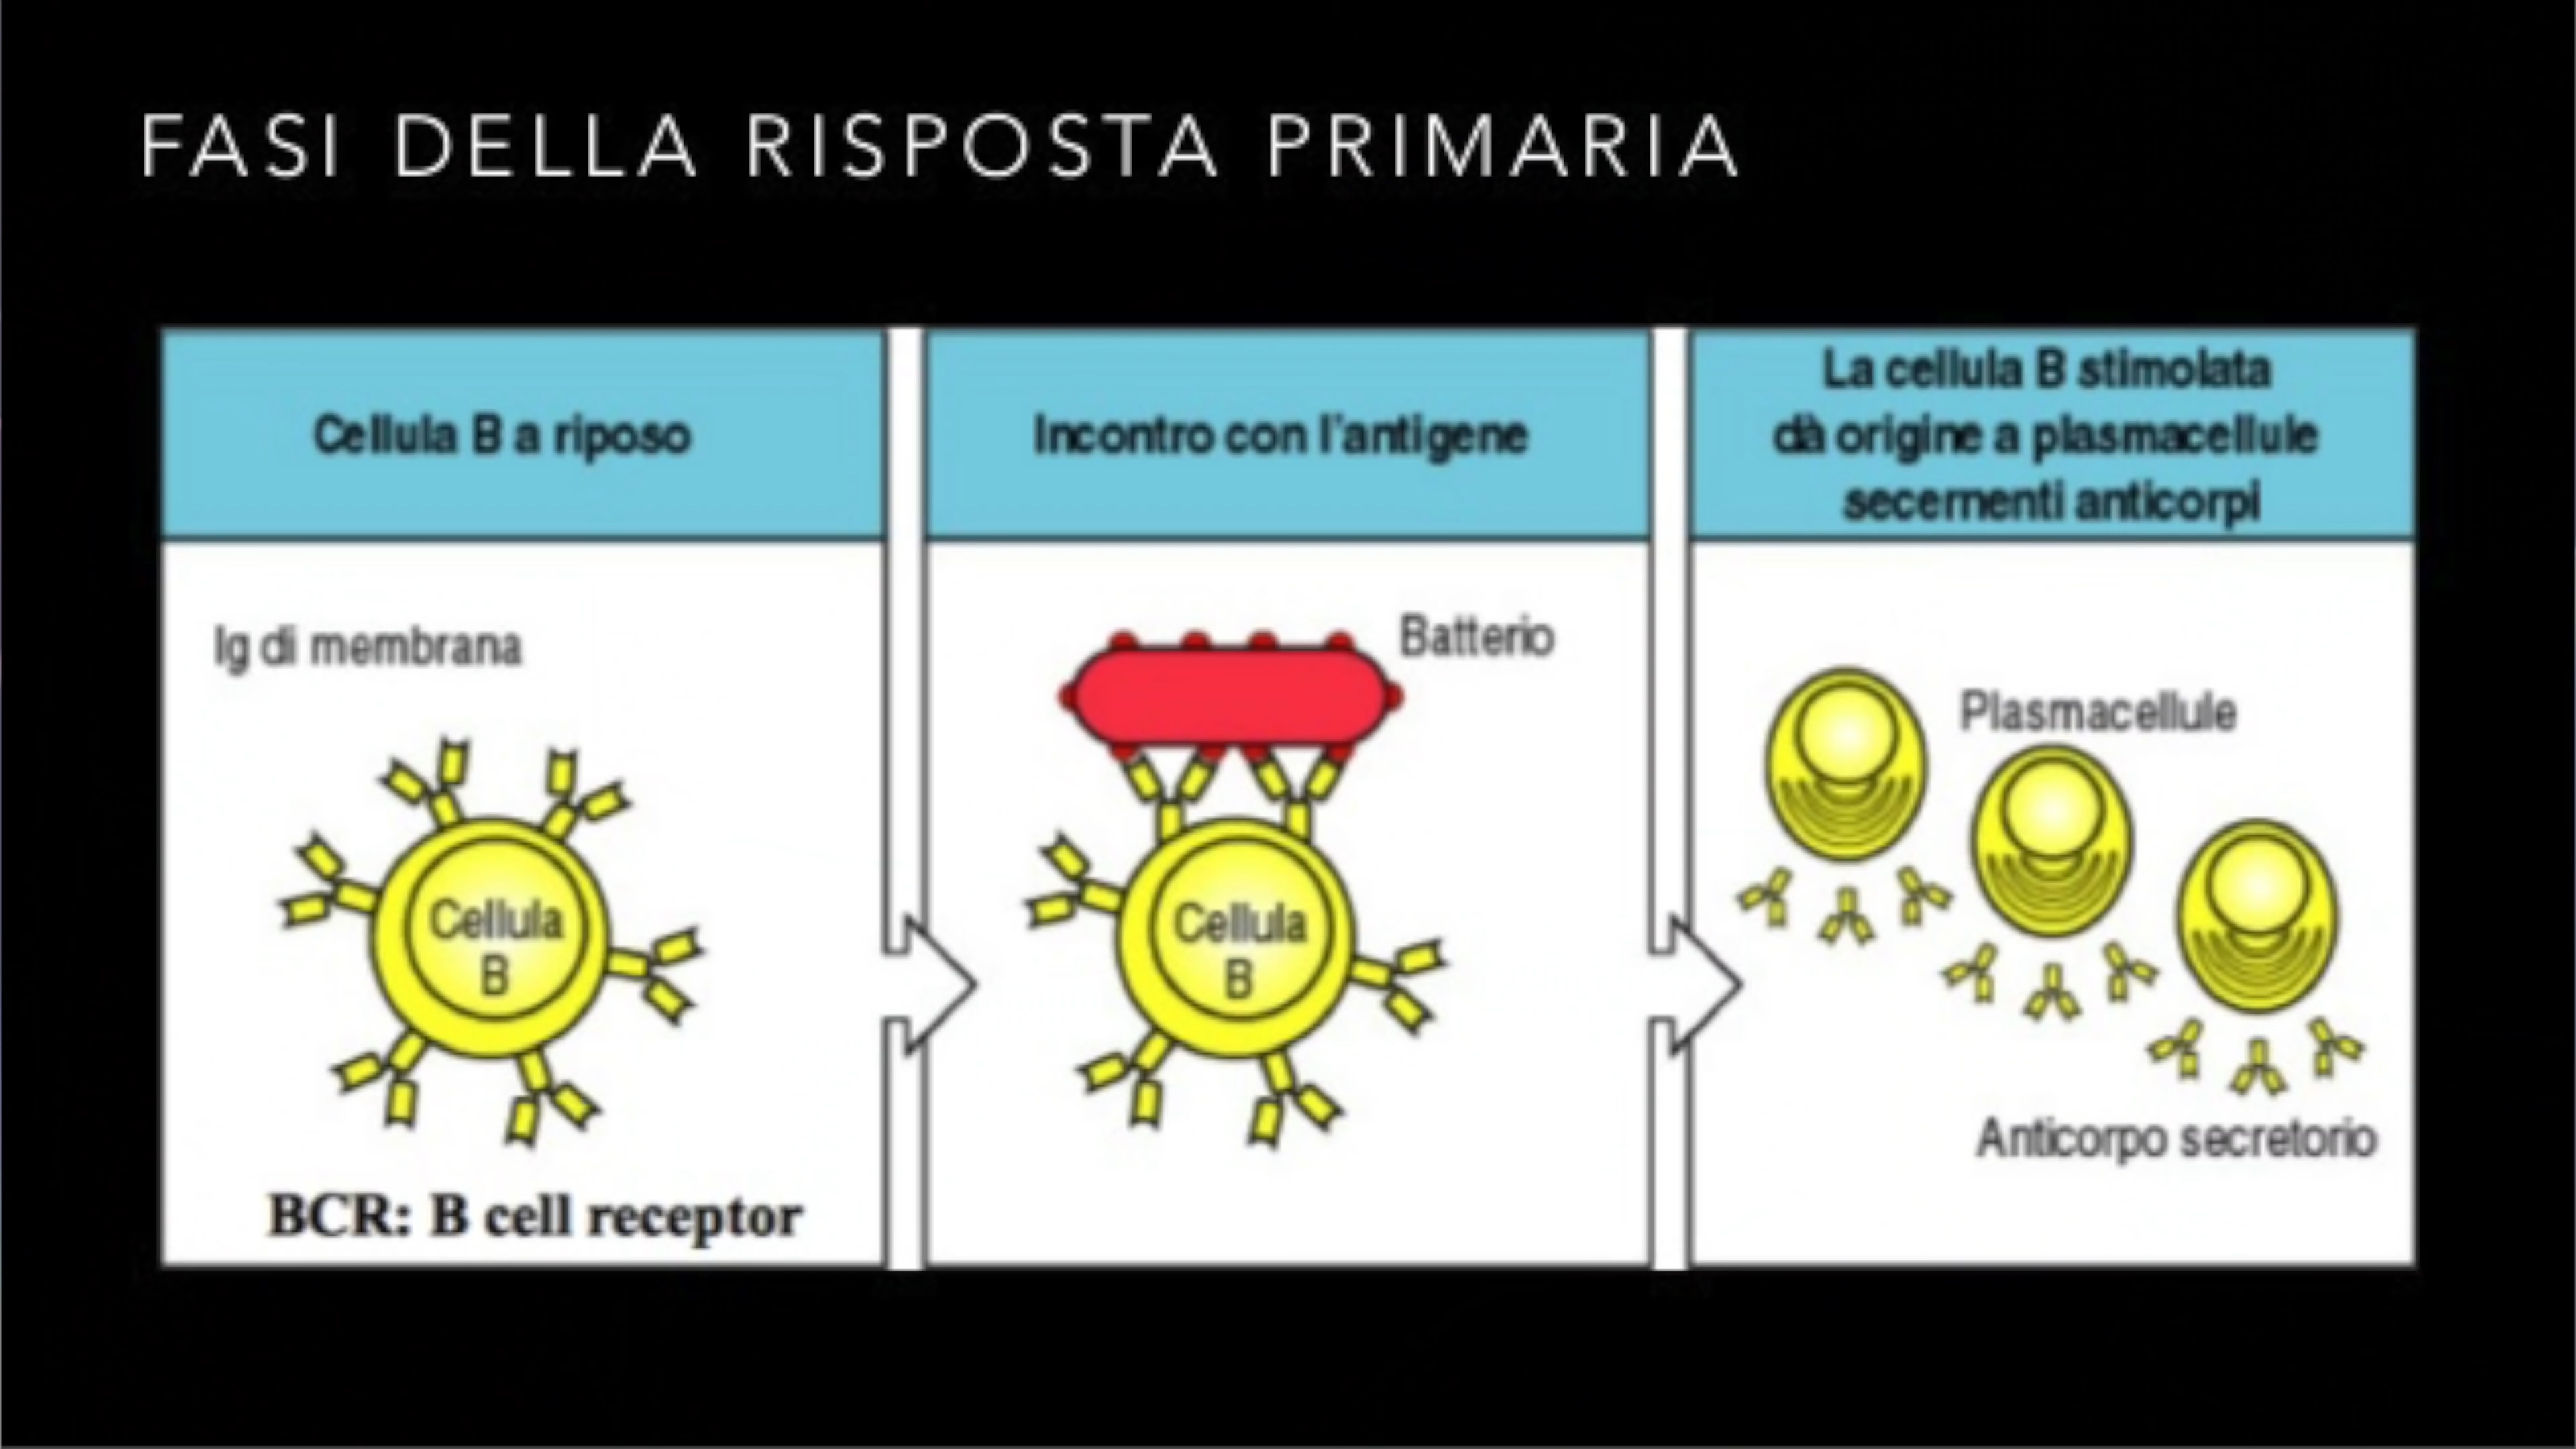 FASI DELLA RISPOSTA PRIMARIA
Cellula B a riposo
Ig di membrana
Cellula
B
BCR: B cell receptor
Incontro con l'antigene
Batterio
Cellula
B
La cellula B stimolata
dà origine a plasmacellule
secernenti anticorpi
Plasmacellule
Anticorpo secretorio